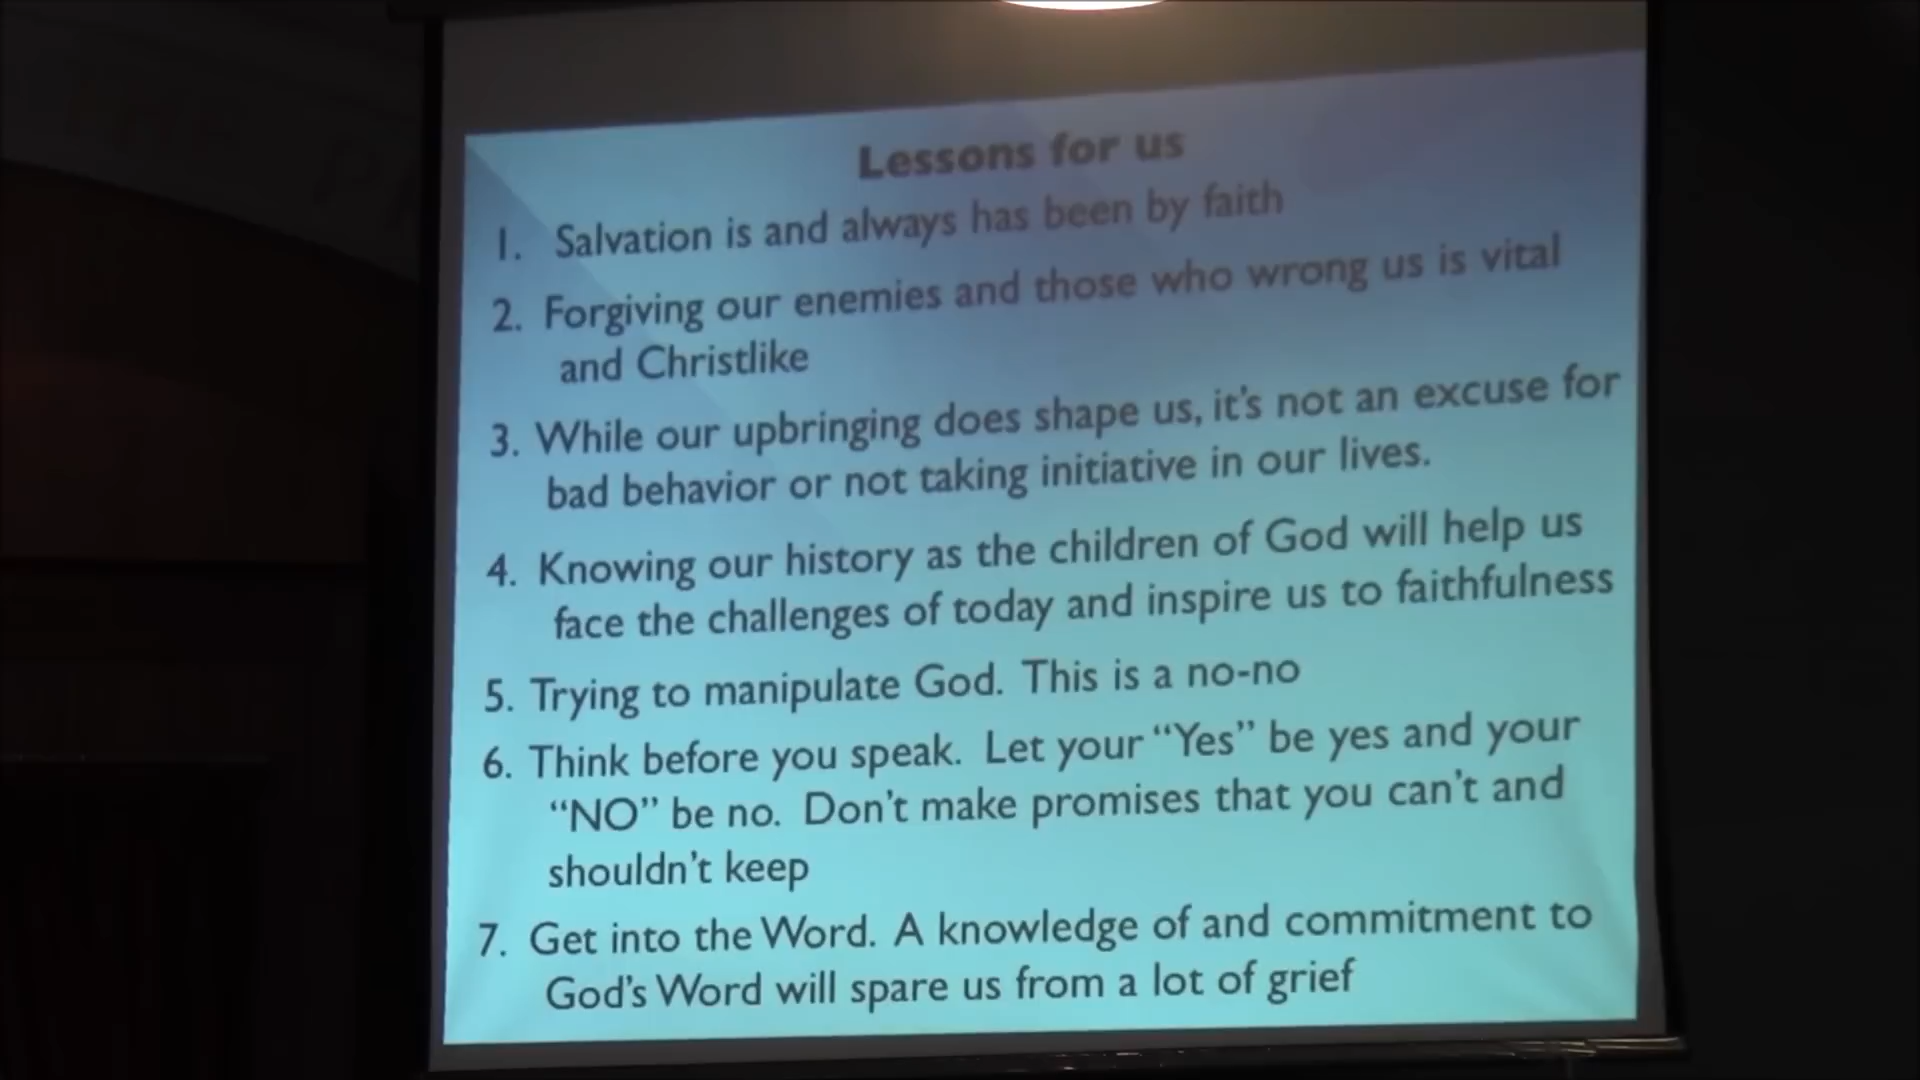 Lessons for us
1. Salvation is and always has been by faith
2. Forgiving our enemies and those who wrong us is vital
and Christlike
3. While our upbringing does shape us, it's not an excuse for
bad behavior or not taking initiative in our lives.
4. Knowing our history as the children of God will help us
face the challenges of today and inspire us to faithfulness
5. Trying to manipulate God. This is a no-no
6. Think before you speak. Let your “Yes” be yes and your
“NO” be no. Don't make promises that you can't and
shouldn't keep
7. Get into the Word. A knowledge of and commitment to
God's Word will spare us from a lot of grief